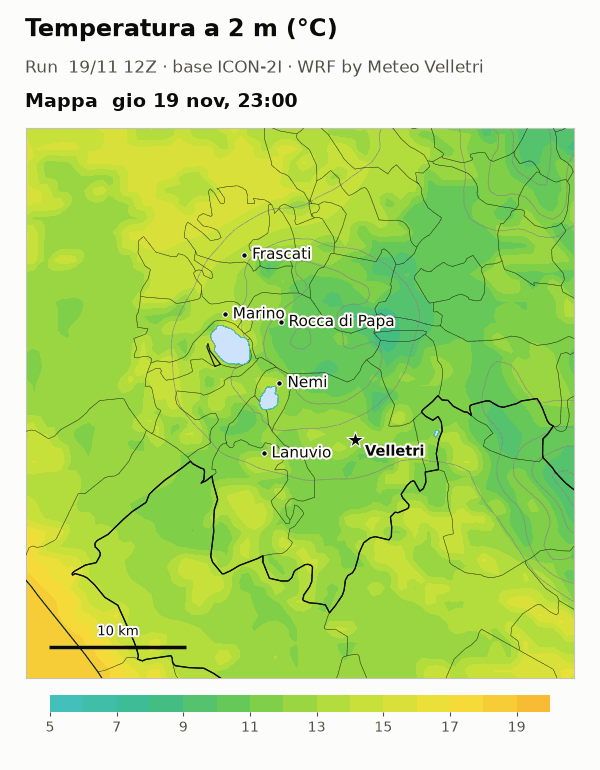 Temperatura a 2 m (°C)
Run 19/11 12Z · base ICON-2I · WRF by Meteo Velletri
Mappa gio 19 nov, 23:00
Frascati
Marino
Rocca di Papa
Nemi
Velletri
Lanuvio
10 km
5 7 9 11 13 15 17 19